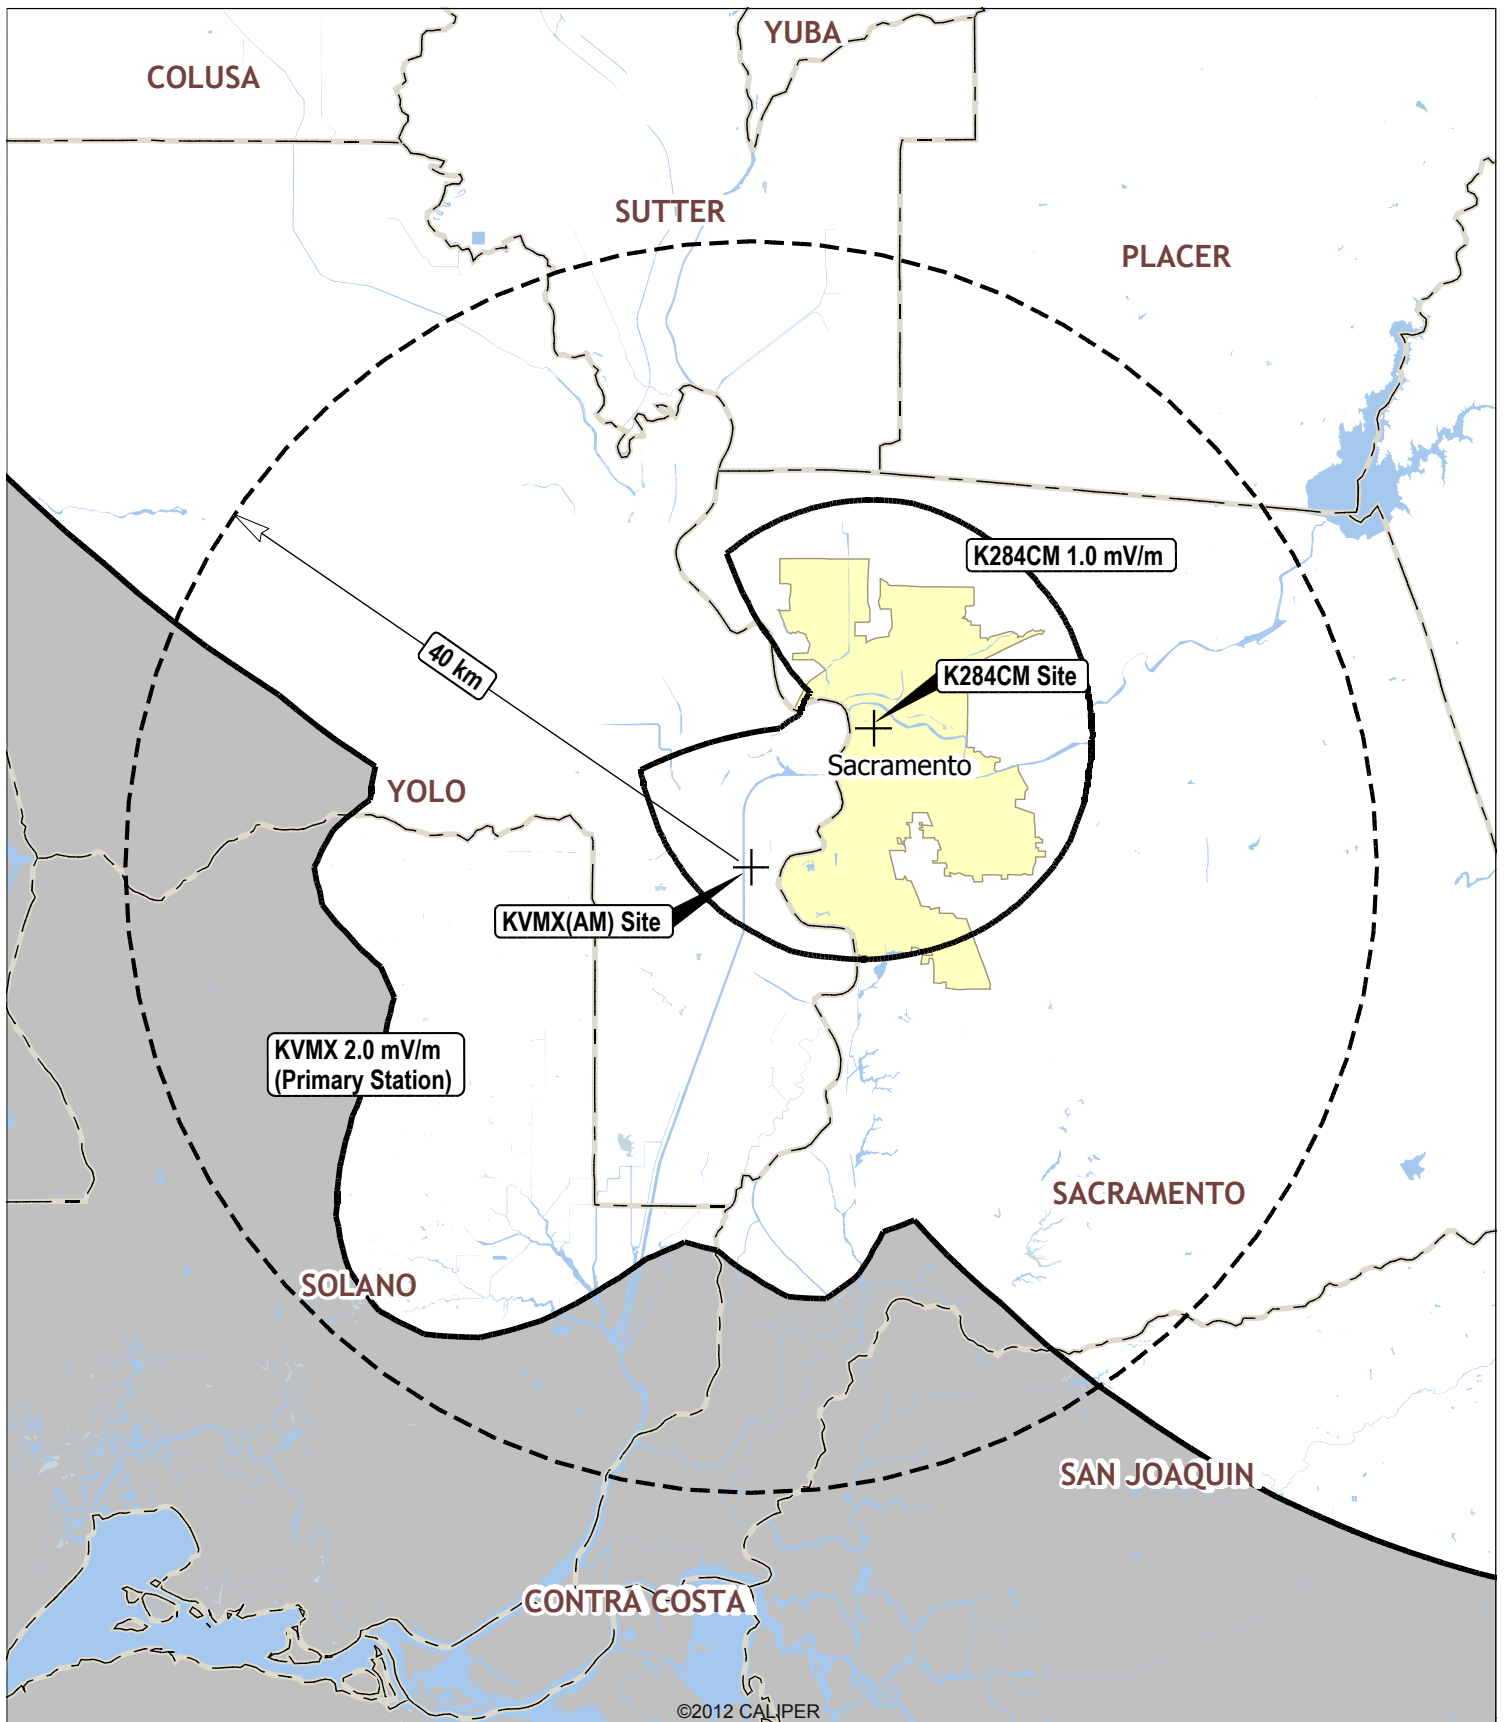 YUBA
COLUSA
SUTTER
PLACER
K284CM 1.0 mV/m
40 km
K284CM Site
Sacramento
YOLO
KVMX(AM) Site
KVMX 2.0 mV/m
(Primary Station)
SACRAMENTO
SOLANO
SAN JOAQUIN
CONTRA COSTA
©2012 CALIPER